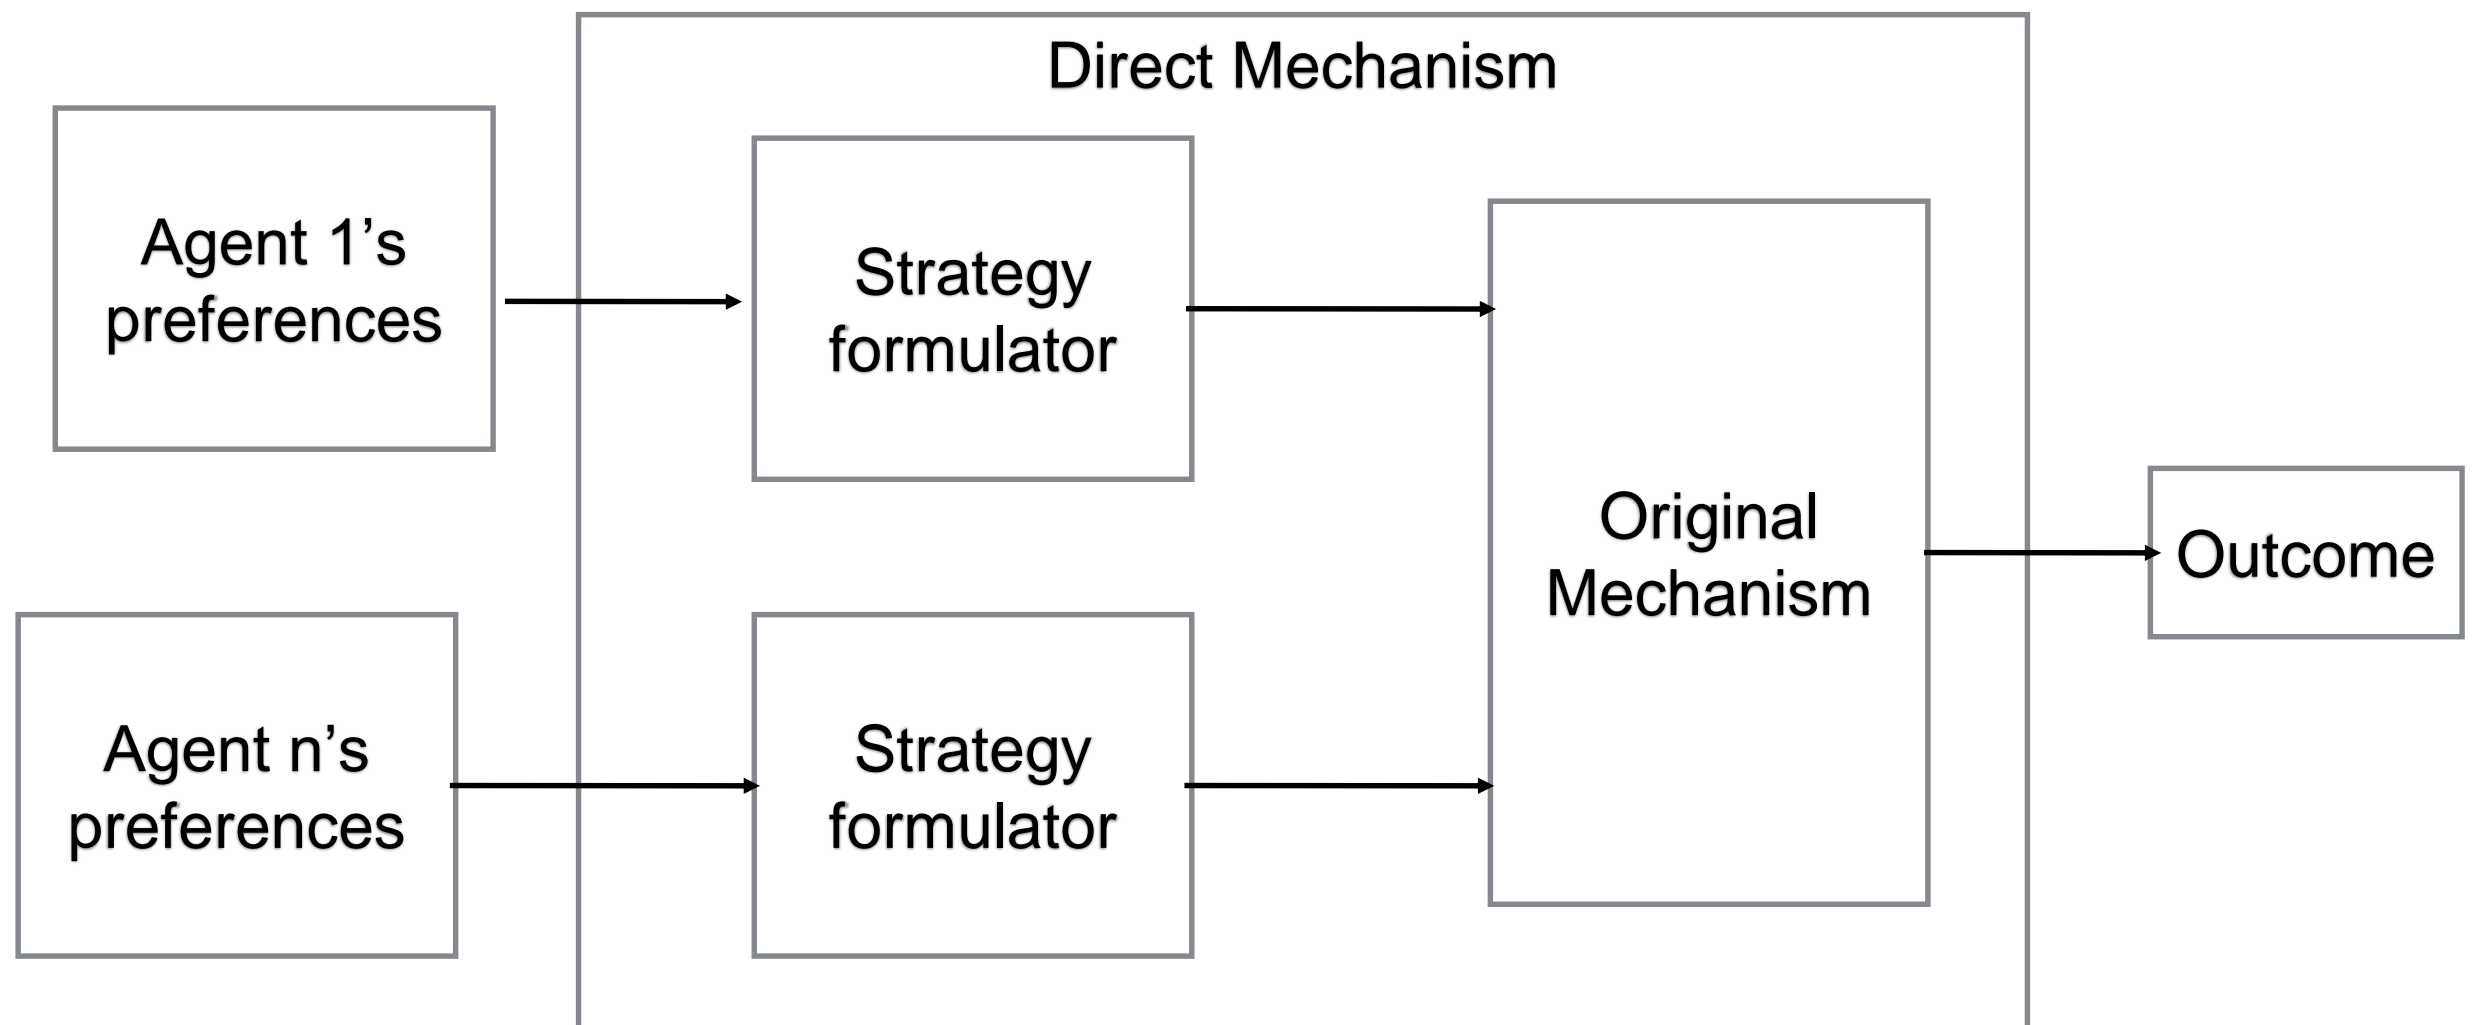 Direct Mechanism
Agent 1’s
preferences
Strategy
formulator
Original
Mechanism
Outcome
Agent n’s
preferences
Strategy
formulator